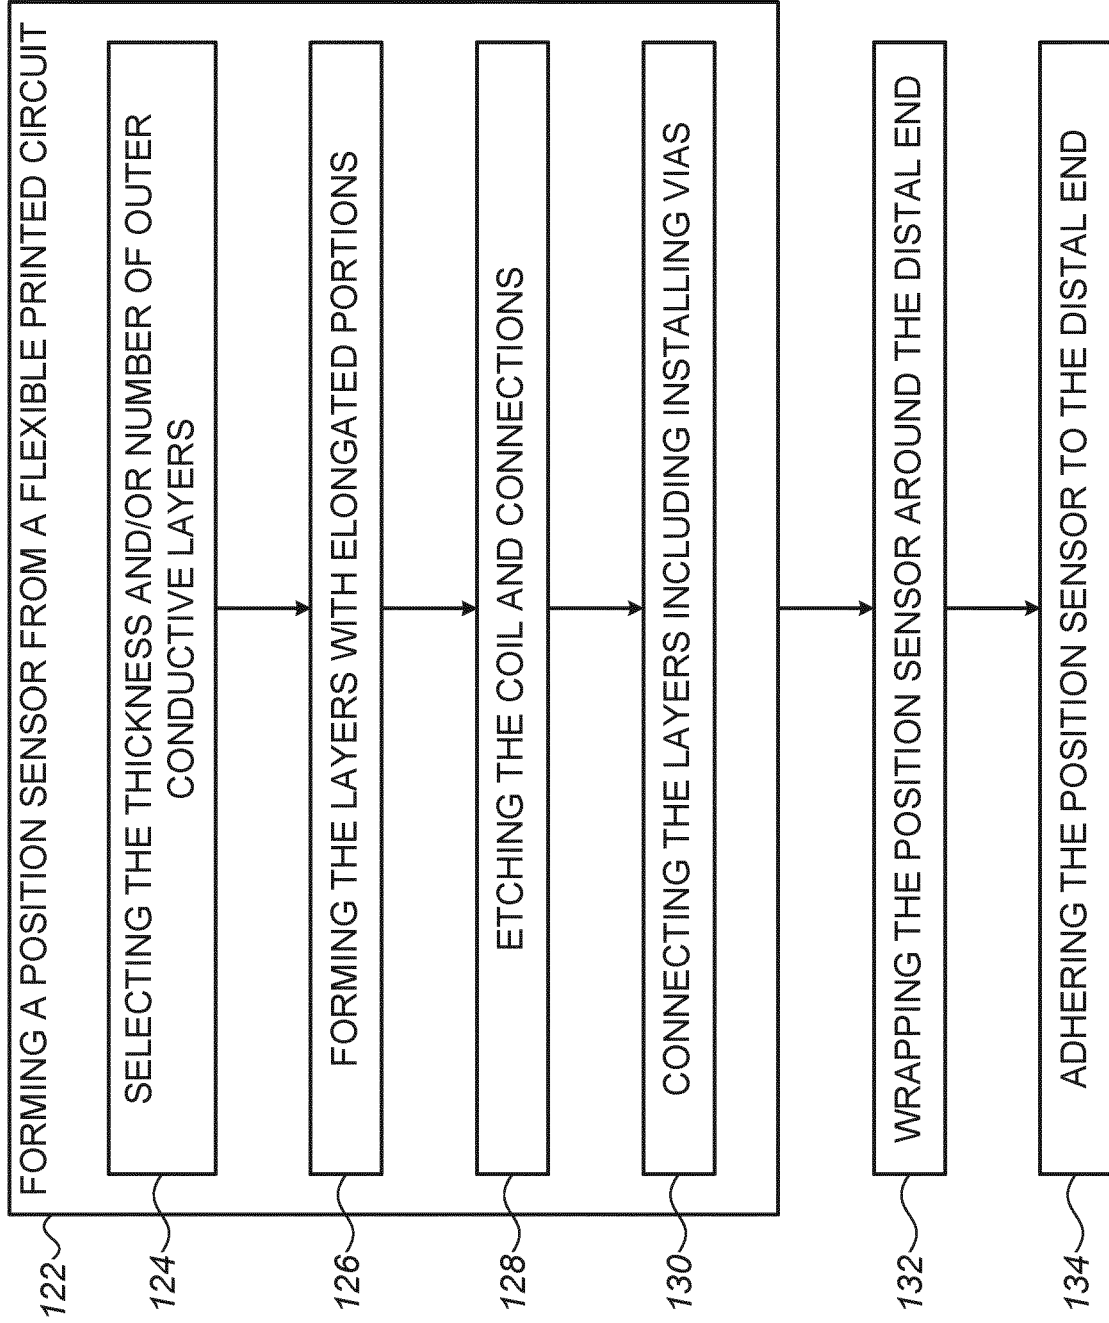 FORMING A POSITION SENSOR FROM A FLEXIBLE PRINTED CIRCUIT
122
SELECTING THE THICKNESS AND/OR NUMBER OF OUTER
CONDUCTIVE LAYERS
124
FORMING THE LAYERS WITH ELONGATED PORTIONS
126
ETCHING THE COIL AND CONNECTIONS
128
CONNECTING THE LAYERS INCLUDING INSTALLING VIAS
130
WRAPPING THE POSITION SENSOR AROUND THE DISTAL END
132
ADHERING THE POSITION SENSOR TO THE DISTAL END
134